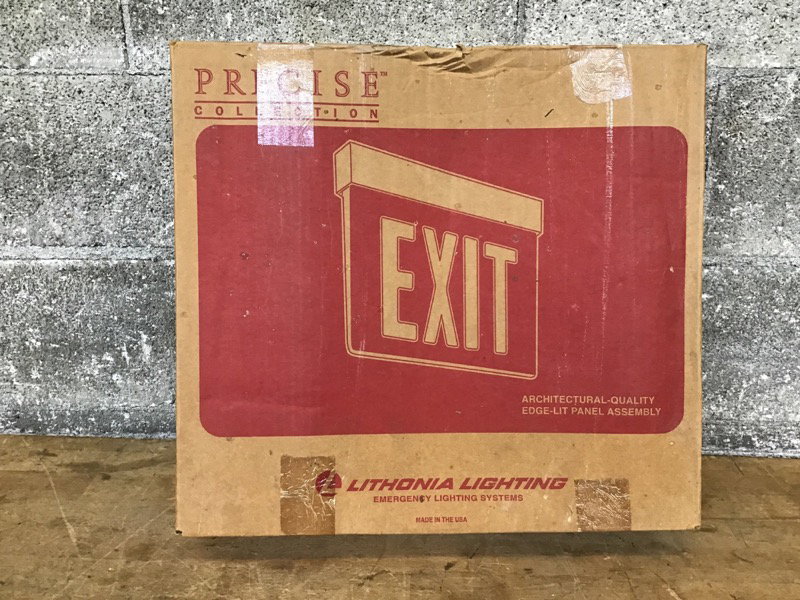 PRECISE™
COLLECTION
EXIT
ARCHITECTURAL-QUALITY
EDGE-LIT PANEL ASSEMBLY
LITHONIA LIGHTING
EMERGENCY LIGHTING SYSTEMS
MADE IN THE USA